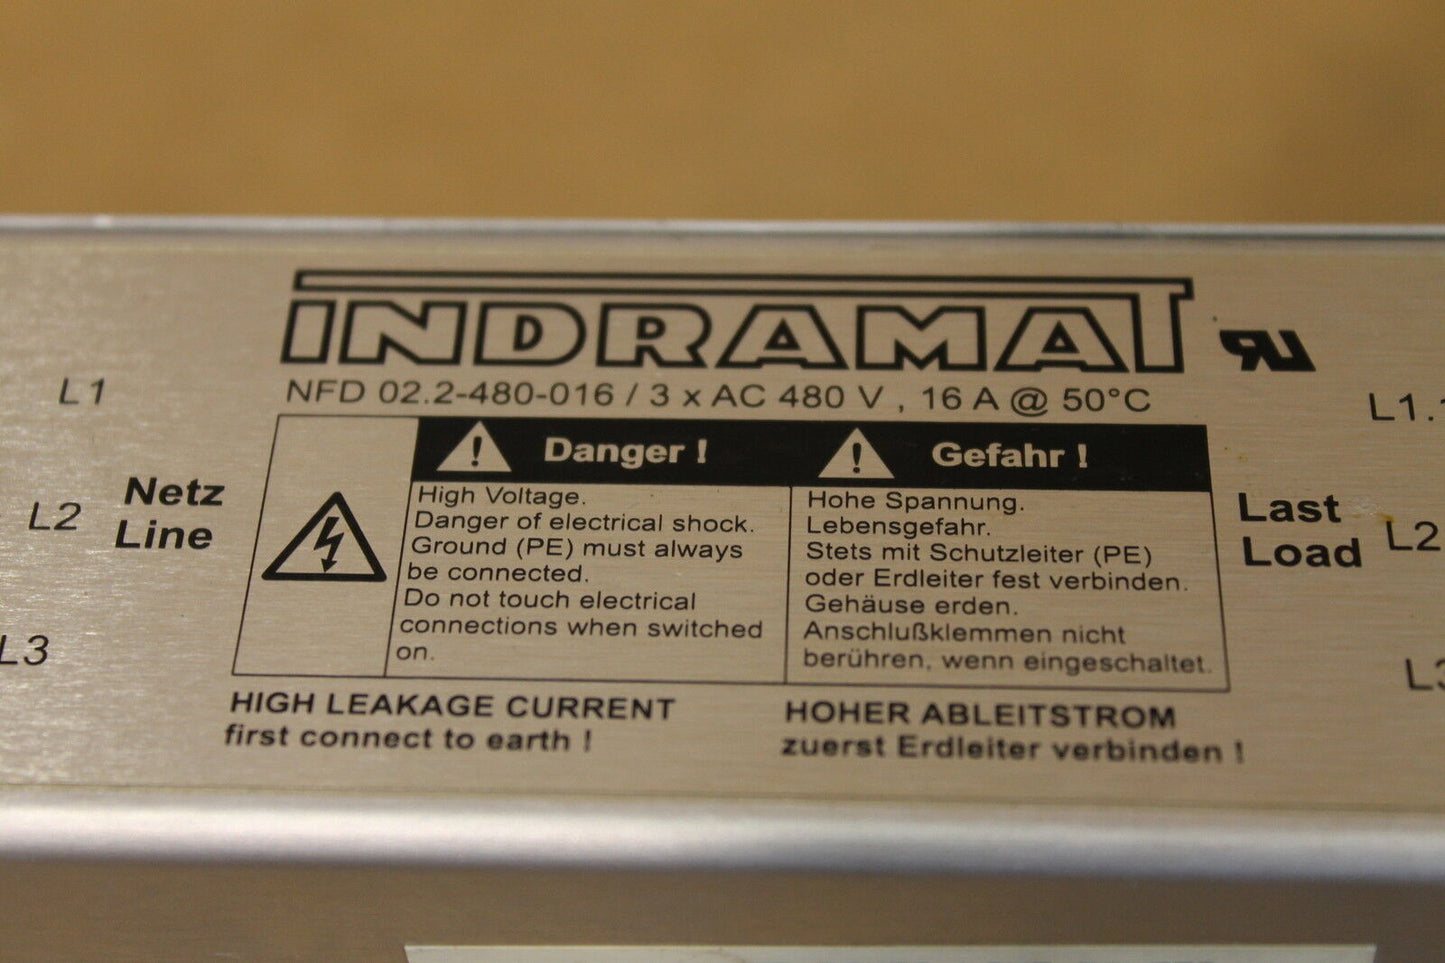 INDRAMAT
NFD 02.2-480-016 / 3 x AC 480 V , 16 A @ 50°C
L1
L2
L3
Netz
Line
Danger !
High Voltage.
Danger of electrical shock.
Ground (PE) must always
be connected.
Do not touch electrical
connections when switched
on.
Gefahr !
Hohe Spannung.
Lebensgefahr.
Stets mit Schutzleiter (PE)
oder Erdleiter fest verbinden.
Gehäuse erden.
Anschlußklemmen nicht
berühren, wenn eingeschaltet.
Last
Load
L1.
L2
L3
HIGH LEAKAGE CURRENT
first connect to earth !
HOHER ABLEITSTROM
zuerst Erdleiter verbinden !